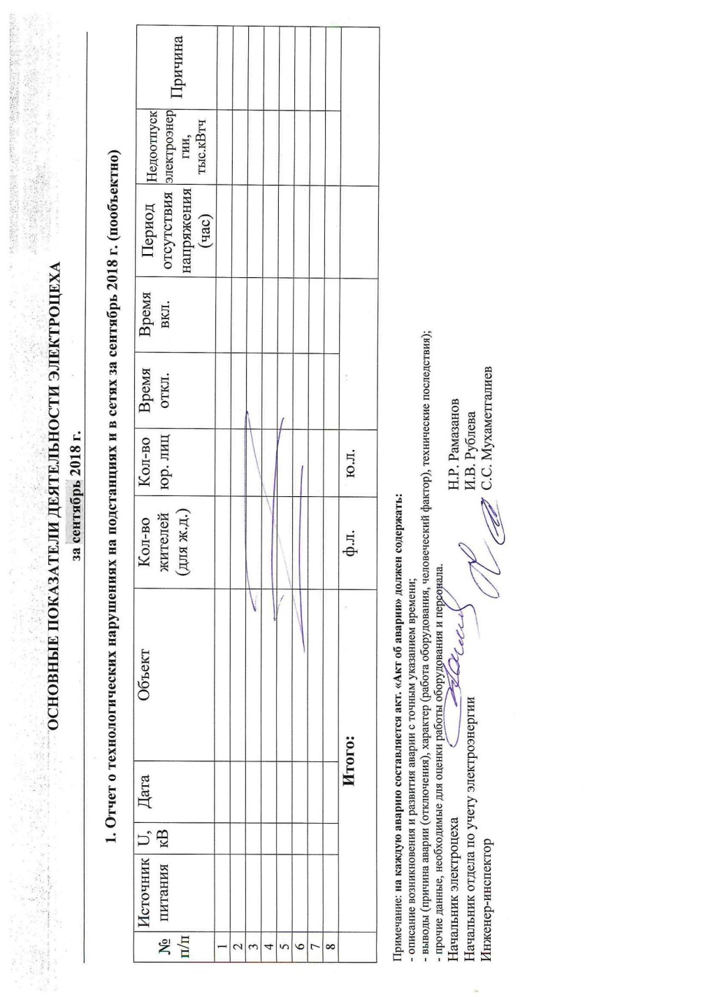 ОСНОВНЫЕ ПОКАЗАТЕЛИ ДЕЯТЕЛЬНОСТИ ЭЛЕКТРОЦЕХА
за сентябрь 2018 г.
1. Отчет о технологических нарушениях на подстанциях и в сетях за сентябрь 2018 г. (пообъектно)
№ п/п
Источник питания
U, кВ
Дата
Объект
Кол-во жителей (для ж.д.)
Кол-во юр. лиц
Время откл.
Время вкл.
Период отсутствия напряжения (час)
Недоотпуск электроэнергии, тыс.кВтч
Причина
1
2
3
4
5
6
7
8
Итого: ф.л. ю.л.
Примечание: на каждую аварию составляется акт. «Акт об аварии» должен содержать:
- описание возникновения и развития аварии с точным указанием времени;
- выводы (причина аварии (отключения), характер (работа оборудования, человеческий фактор), технические последствия);
- прочие данные, необходимые для оценки работы оборудования и персонала.
Начальник электроцеха Н.Р. Рамазанов
Начальник отдела по учету электроэнергии И.В. Рублева
Инженер-инспектор С.С. Мухаметгалиев